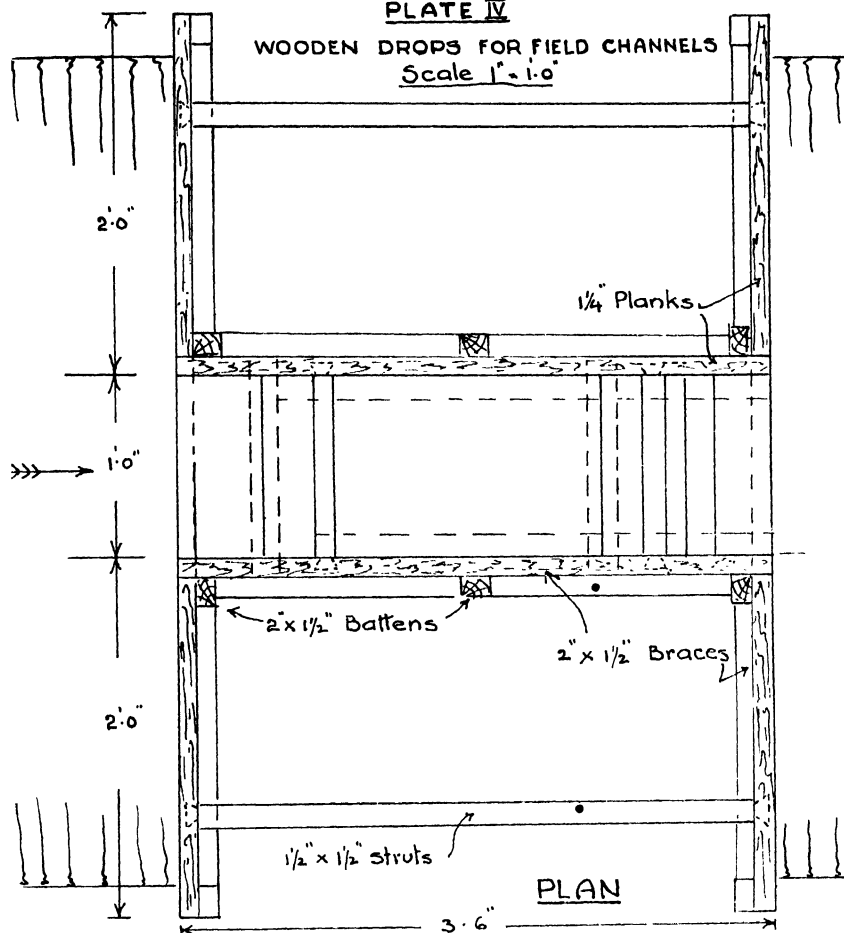 PLATE IV
WOODEN DROPS FOR FIELD CHANNELS
Scale 1" = 1'.0"
2'.0"
1¼" Planks
1'.0"
2" x 1½" Battens
2" x 1½" Braces
2'.0"
1½" x 1½" struts
PLAN
3.6"